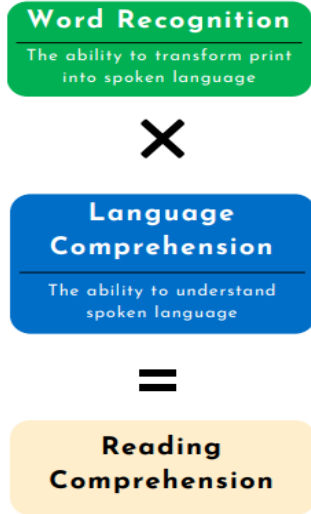 Word Recognition
The ability to transform print
into spoken language
×
Language
Comprehension
The ability to understand
spoken language
=
Reading
Comprehension